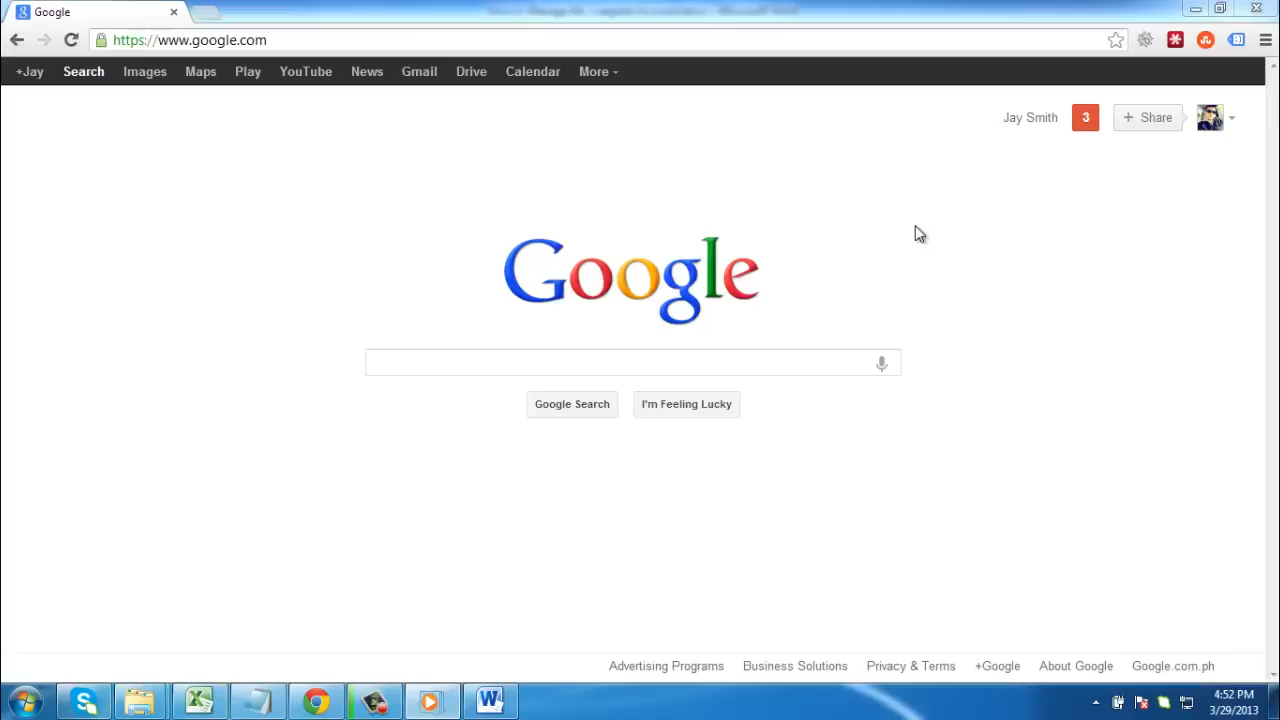 Google
https://www.google.com
+Jay Search Images Maps Play YouTube News Gmail Drive Calendar More
Jay Smith 3 + Share
Google
Google Search I'm Feeling Lucky
Advertising Programs Business Solutions Privacy & Terms +Google About Google Google.com.ph
4:52 PM
3/29/2013